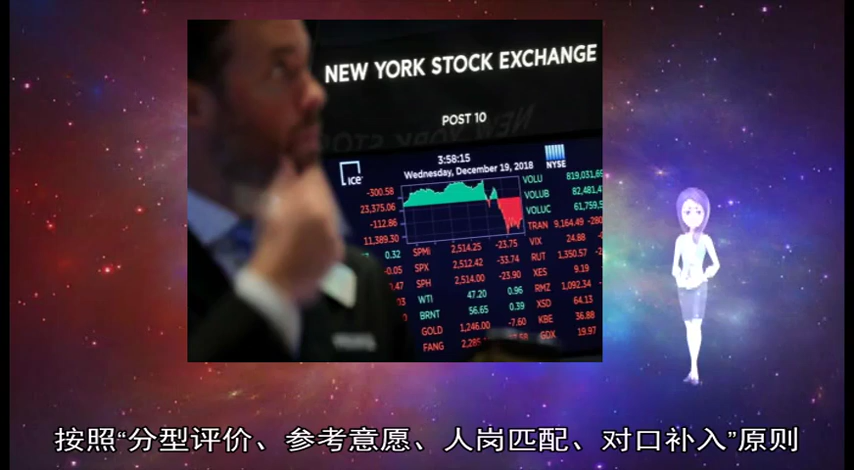 NEW YORK STOCK EXCHANGE
POST 10
ice
3:58:15
NYSE
Wednesday, December 19, 2018
-300.58
23,375.06
-112.86
11,389.30
0.32
-0.05
.47
03
SPMI 2,514.25 -23.75
SPX 2,512.42 -33.74
SPH 2,514.00 -23.90
WTI 47.20 0.96
BRNT 56.65 0.39
GOLD 1,246.00 -7.60
FANG
VOLU 819,031,6
VOLUB 82,481,4
VOLUC 61,759,5
TRAN 9,164.49 -280
VIX 24.88
RUT 1,350.57 -2
XES 9.19
RMZ 1,092.34
XSD 64.13
KBE 36.88
GDX 19.97
按照“分型评价、参考意愿、人岗匹配、对口补入”原则